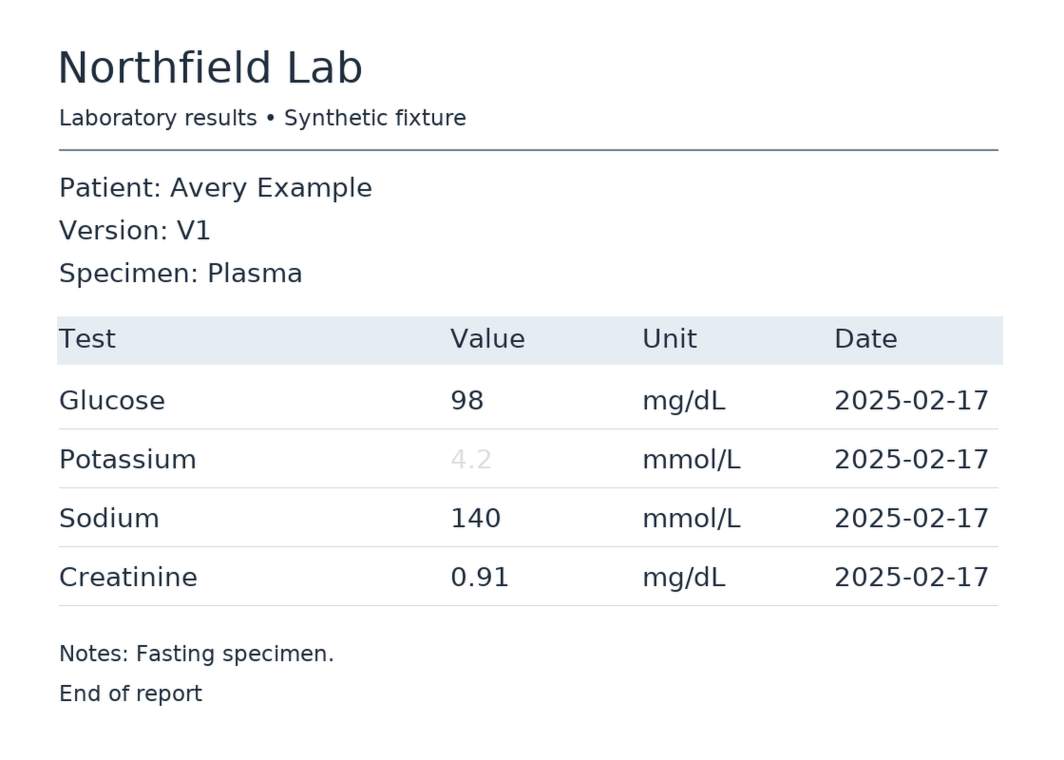 Northfield Lab
Laboratory results • Synthetic fixture
Patient: Avery Example
Version: V1
Specimen: Plasma
Test Value Unit Date
Glucose 98 mg/dL 2025-02-17
Potassium 4.2 mmol/L 2025-02-17
Sodium 140 mmol/L 2025-02-17
Creatinine 0.91 mg/dL 2025-02-17
Notes: Fasting specimen.
End of report